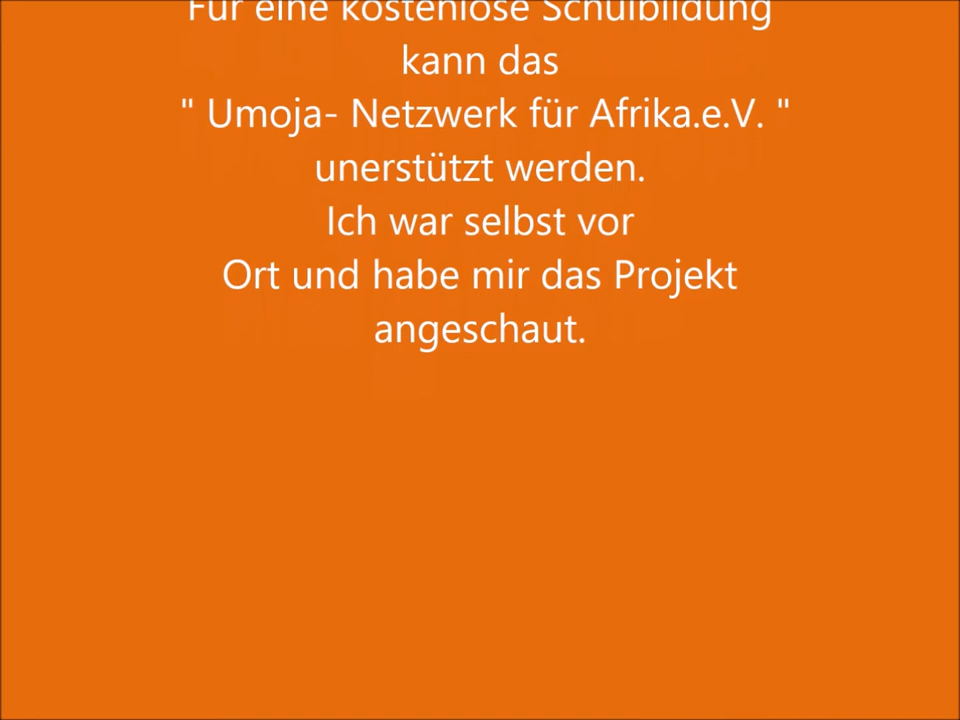 Für eine kostenlose Schulbildung
kann das
" Umoja- Netzwerk für Afrika.e.V. "
unerstützt werden.
Ich war selbst vor
Ort und habe mir das Projekt
angeschaut.